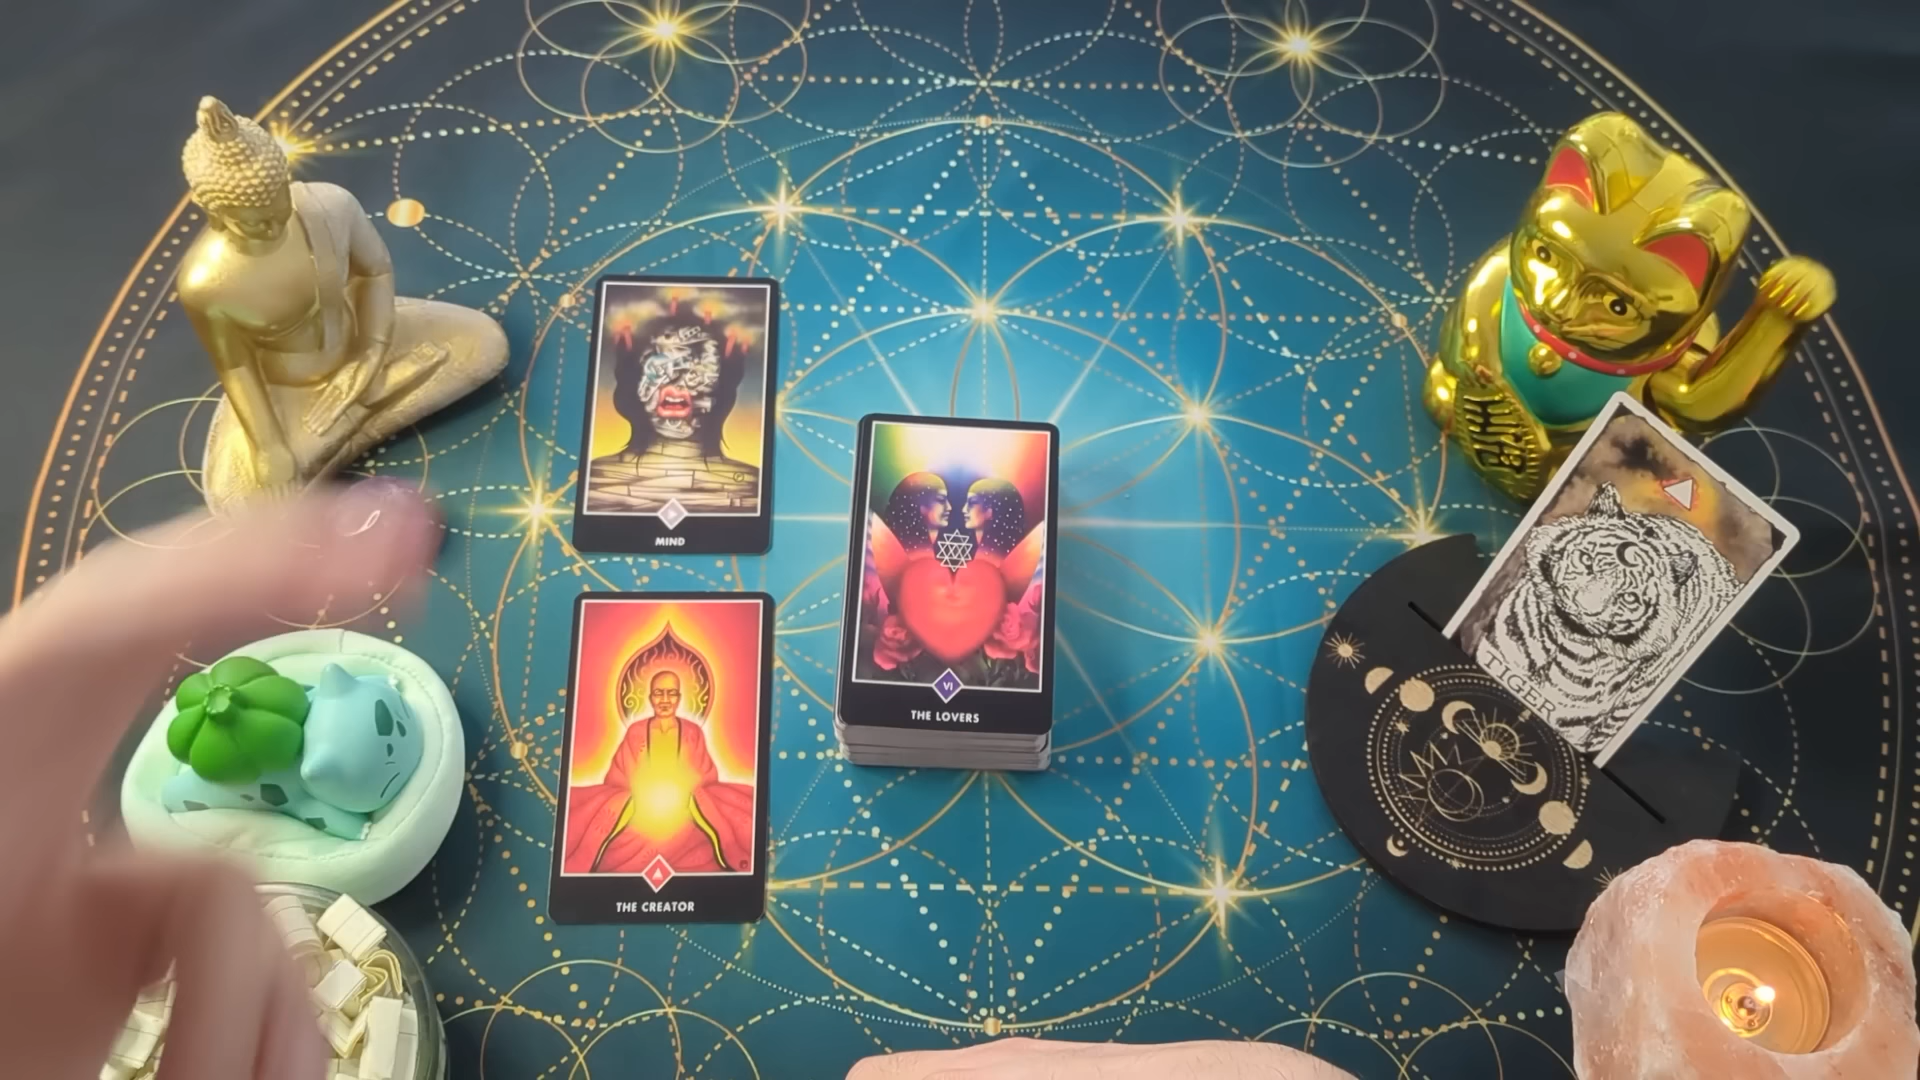 MIND
VI
THE LOVERS
TIGER
THE CREATOR